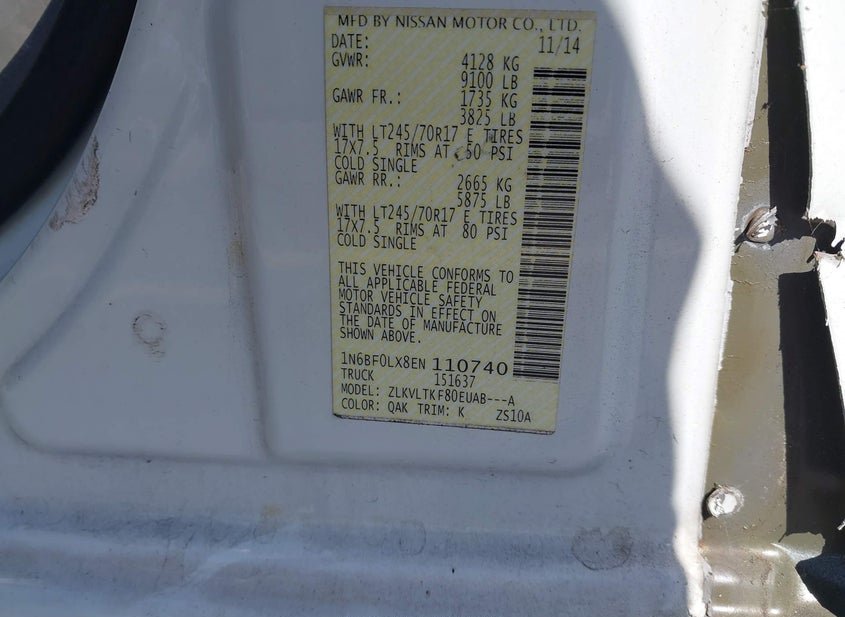 MFD BY NISSAN MOTOR CO., LTD.
DATE: 11/14
GVWR: 4128 KG
9100 LB
GAWR FR.: 1735 KG
3825 LB
WITH LT245/70R17 E TIRES
17X7.5 RIMS AT 50 PSI
COLD SINGLE
GAWR RR.: 2665 KG
5875 LB
WITH LT245/70R17 E TIRES
17X7.5 RIMS AT 80 PSI
COLD SINGLE
THIS VEHICLE CONFORMS TO
ALL APPLICABLE FEDERAL
MOTOR VEHICLE SAFETY
STANDARDS IN EFFECT ON
THE DATE OF MANUFACTURE
SHOWN ABOVE.
1N6BF0LX8EN 110740
TRUCK 151637
MODEL: ZLKVLTKF80EUAB---A
COLOR: QAK TRIM: K ZS10A